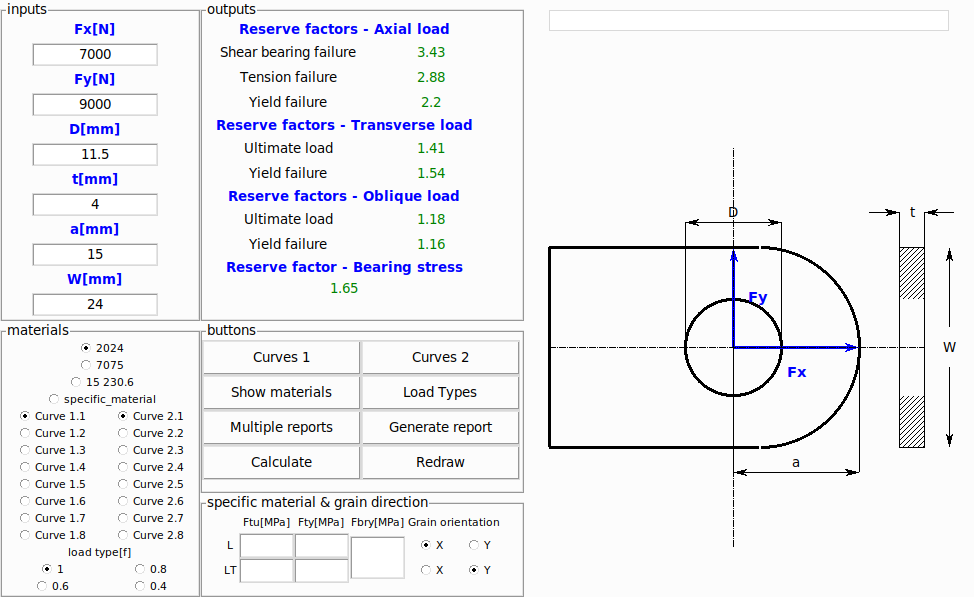 inputs
Fx[N]
7000
Fy[N]
9000
D[mm]
11.5
t[mm]
4
a[mm]
15
W[mm]
24
outputs
Reserve factors - Axial load
Shear bearing failure 3.43
Tension failure 2.88
Yield failure 2.2
Reserve factors - Transverse load
Ultimate load 1.41
Yield failure 1.54
Reserve factors - Oblique load
Ultimate load 1.18
Yield failure 1.16
Reserve factor - Bearing stress
1.65
materials
2024
7075
15 230.6
specific_material
Curve 1.1 Curve 2.1
Curve 1.2 Curve 2.2
Curve 1.3 Curve 2.3
Curve 1.4 Curve 2.4
Curve 1.5 Curve 2.5
Curve 1.6 Curve 2.6
Curve 1.7 Curve 2.7
Curve 1.8 Curve 2.8
load type[f]
1 0.8
0.6 0.4
buttons
Curves 1 Curves 2
Show materials Load Types
Multiple reports Generate report
Calculate Redraw
specific material & grain direction
Ftu[MPa] Fty[MPa] Fbry[MPa] Grain orientation
L X Y
LT X Y
D
t
Fy
W
Fx
a